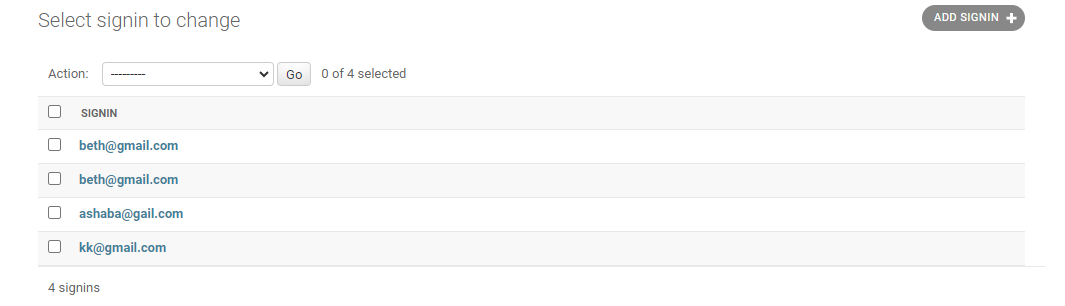 Select signin to change
ADD SIGNIN +
Action: --------- Go 0 of 4 selected
SIGNIN
beth@gmail.com
beth@gmail.com
ashaba@gail.com
kk@gmail.com
4 signins